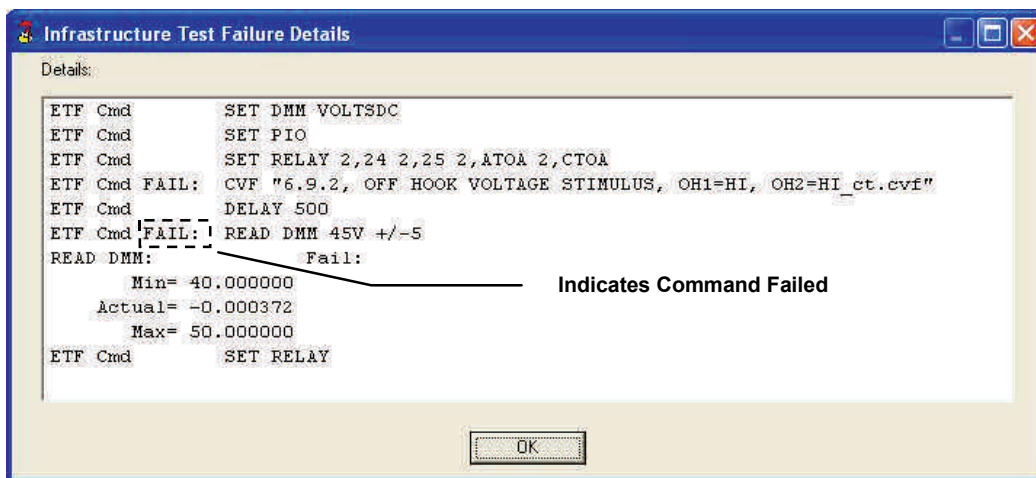 Infrastructure Test Failure Details
Details:
ETF Cmd SET DMM VOLTSDC
ETF Cmd SET PIO
ETF Cmd SET RELAY 2,24 2,25 2,ATOA 2,CTOA
ETF Cmd FAIL: CVF "6.9.2, OFF HOOK VOLTAGE STIMULUS, OH1=HI, OH2=HI_ct.cvf"
ETF Cmd DELAY 500
ETF Cmd FAIL: READ DMM 45V +/-5
READ DMM: Fail:
Min= 40.000000
Indicates Command Failed
Actual= -0.000372
Max= 50.000000
ETF Cmd SET RELAY
OK